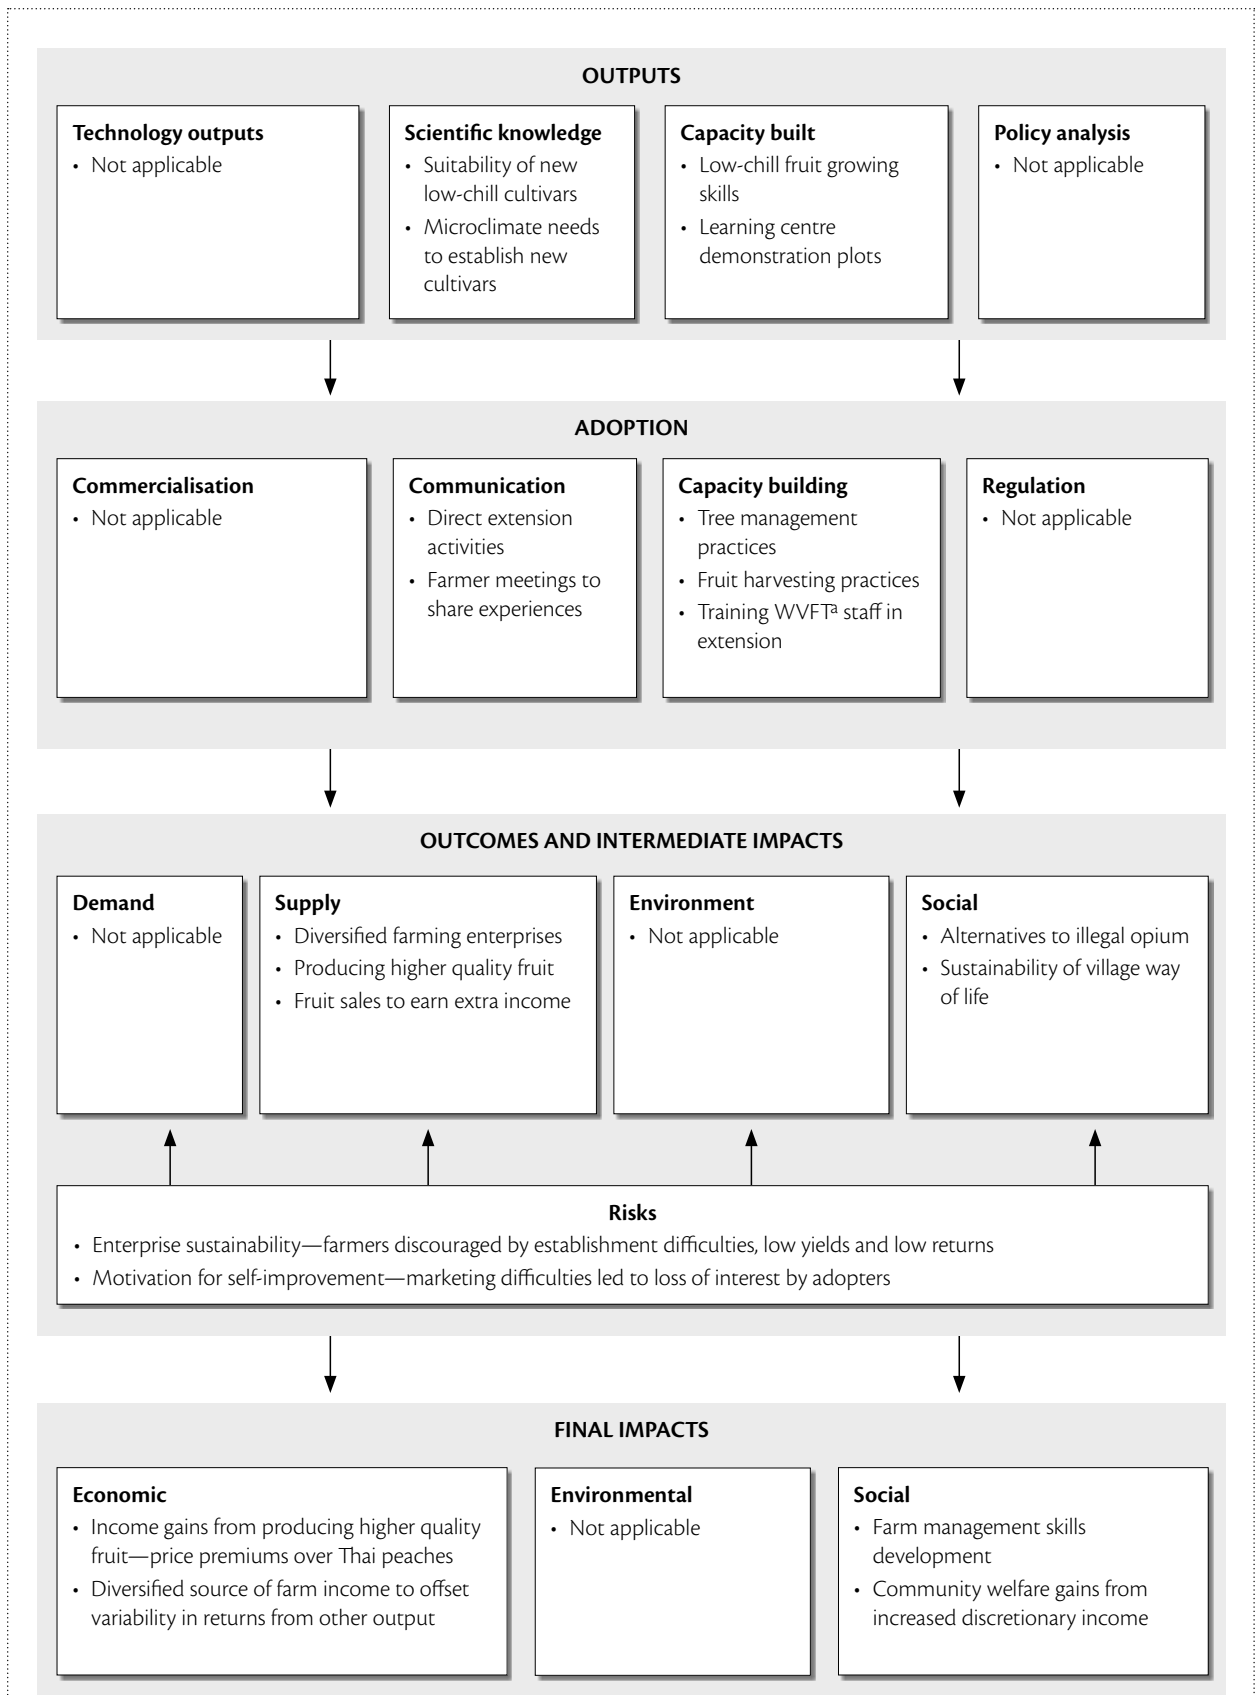 OUTPUTS
Technology outputs
• Not applicable
Scientific knowledge
• Suitability of new
low-chill cultivars
• Microclimate needs
to establish new
cultivars
Capacity built
• Low-chill fruit growing
skills
• Learning centre
demonstration plots
Policy analysis
• Not applicable
ADOPTION
Commercialisation
• Not applicable
Communication
• Direct extension
activities
• Farmer meetings to
share experiences
Capacity building
• Tree management
practices
• Fruit harvesting practices
• Training WVFTᵃ staff in
extension
Regulation
• Not applicable
OUTCOMES AND INTERMEDIATE IMPACTS
Demand
• Not applicable
Supply
• Diversified farming enterprises
• Producing higher quality fruit
• Fruit sales to earn extra income
Environment
• Not applicable
Social
• Alternatives to illegal opium
• Sustainability of village way
of life
Risks
• Enterprise sustainability—farmers discouraged by establishment difficulties, low yields and low returns
• Motivation for self-improvement—marketing difficulties led to loss of interest by adopters
FINAL IMPACTS
Economic
• Income gains from producing higher quality
fruit—price premiums over Thai peaches
• Diversified source of farm income to offset
variability in returns from other output
Environmental
• Not applicable
Social
• Farm management skills
development
• Community welfare gains from
increased discretionary income